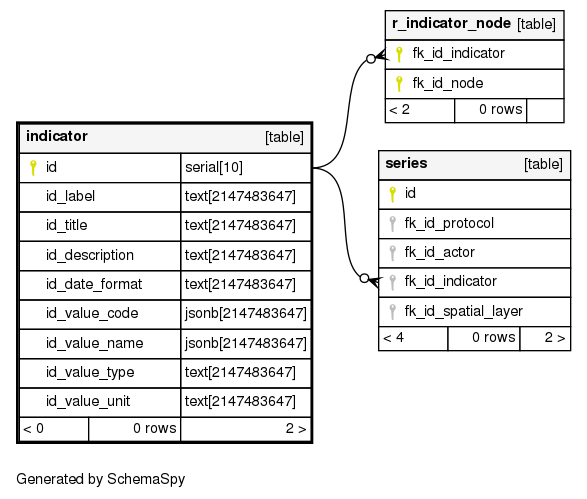 indicator [table]
id serial[10]
id_label text[2147483647]
id_title text[2147483647]
id_description text[2147483647]
id_date_format text[2147483647]
id_value_code jsonb[2147483647]
id_value_name jsonb[2147483647]
id_value_type text[2147483647]
id_value_unit text[2147483647]
< 0 0 rows 2 >
r_indicator_node [table]
fk_id_indicator
fk_id_node
< 2 0 rows
series [table]
id
fk_id_protocol
fk_id_actor
fk_id_indicator
fk_id_spatial_layer
< 4 0 rows 2 >
Generated by SchemaSpy